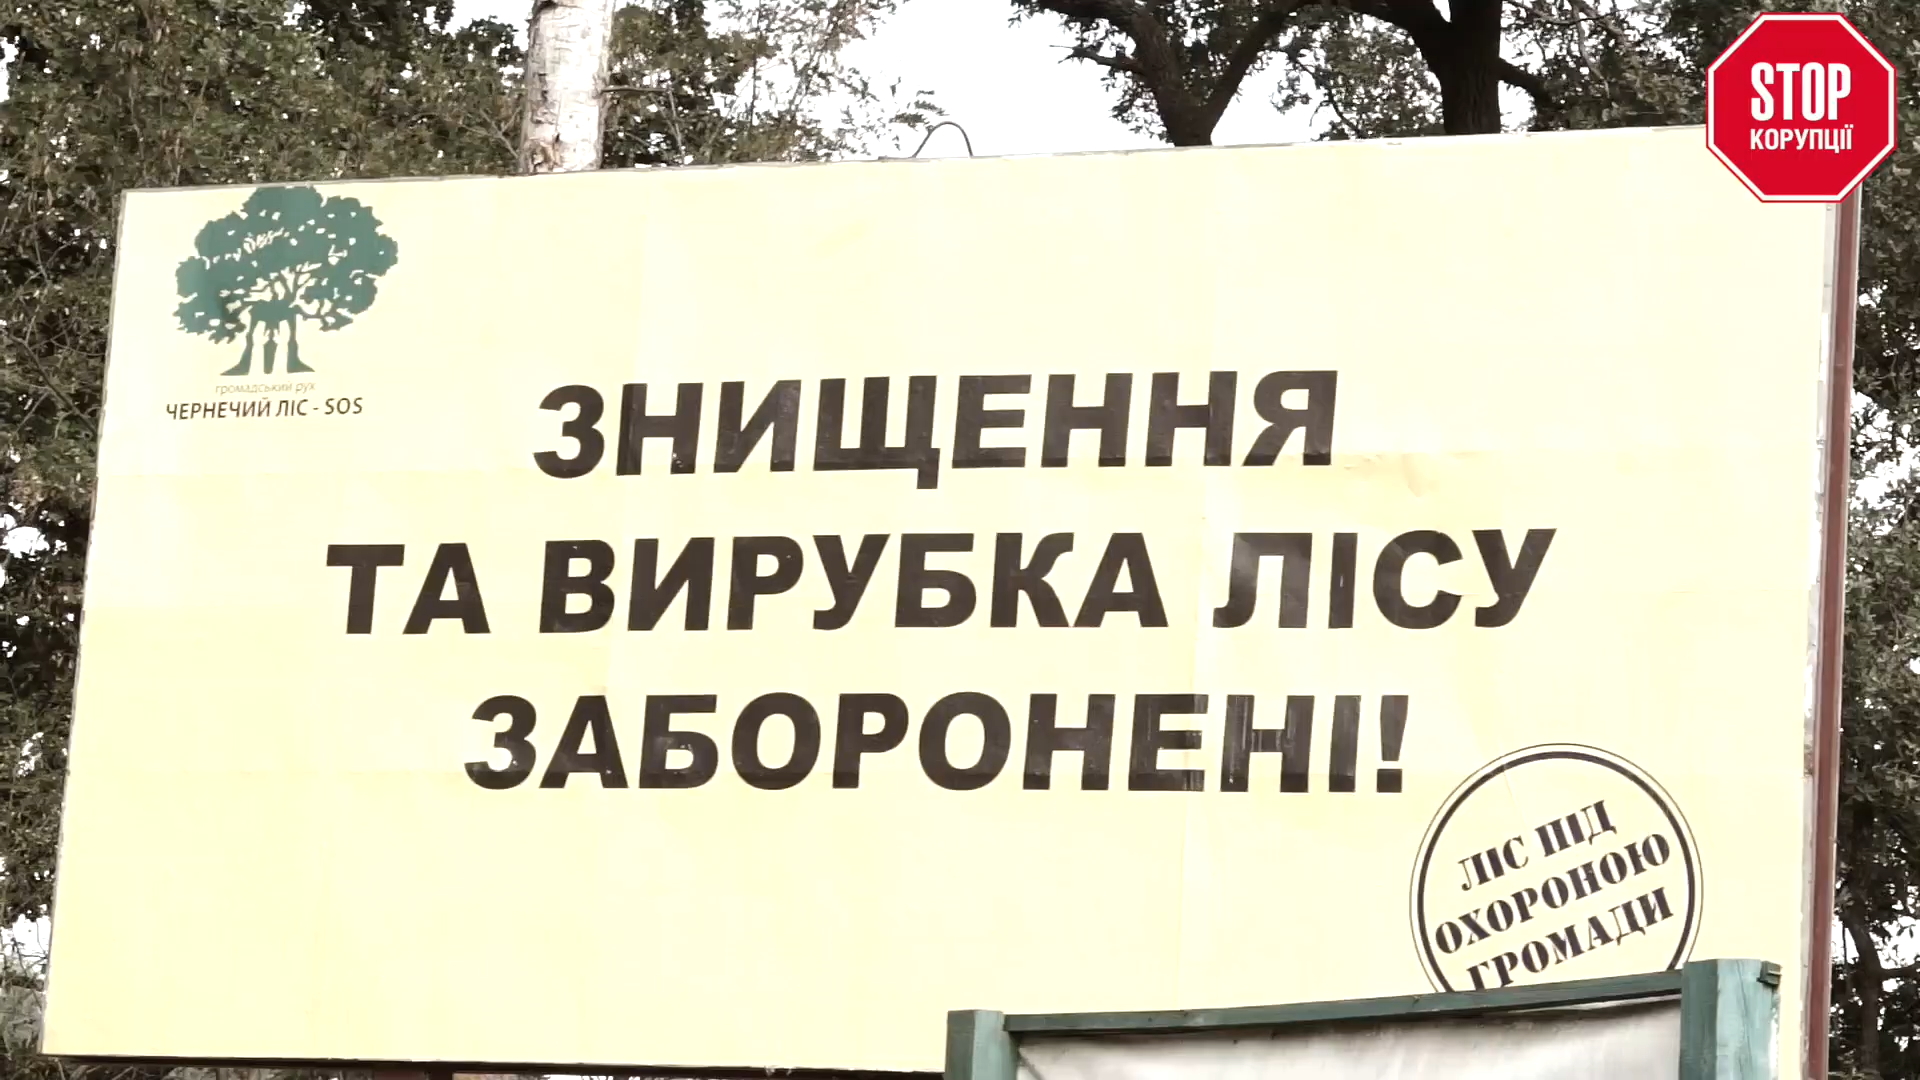 STOP
КОРУПЦІЇ
громадський рух
ЧЕРНЕЧИЙ ЛІС - SOS
ЗНИЩЕННЯ
ТА ВИРУБКА ЛІСУ
ЗАБОРОНЕНІ!
ЛІС ПІД
ОХОРОНОЮ
ГРОМАДИ